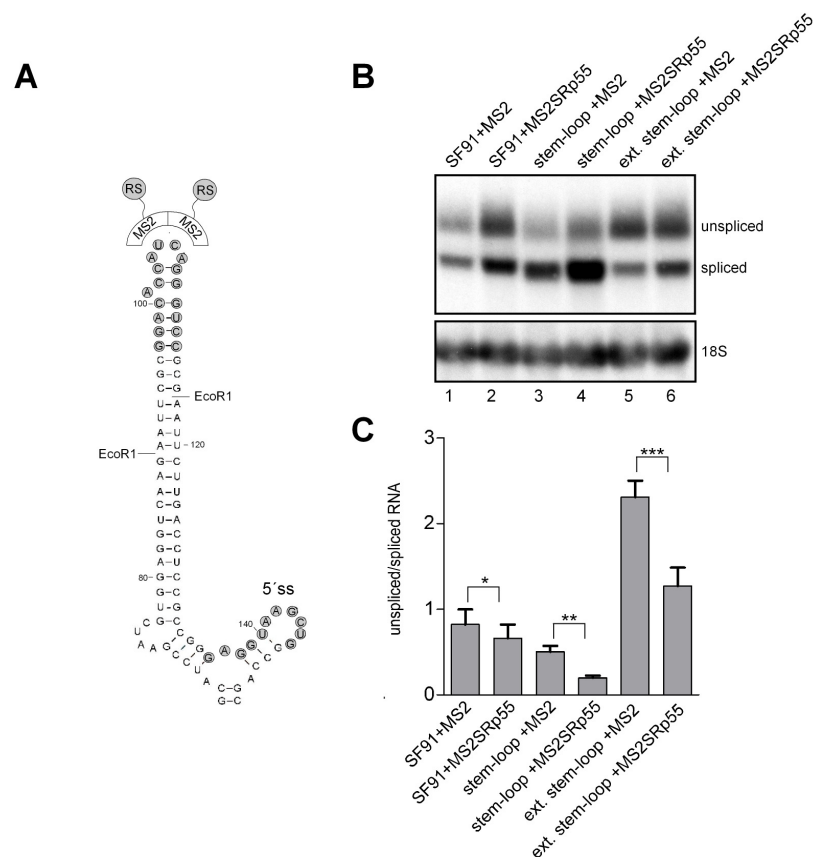 A
RS RS
MS2 MS2
U C
A A
C-G
C-G
A
100 C-G
A-U
G-C
G-C
C-G
G-C
C-G
EcoR1
U-A
U-A
A-U
A-U 120
EcoR1
G-C
A-U
A-U
C-G
U-A
G-C
G-C
A-U
80 G-C
G-C
U-G
G-C
5´ss
140
B
SF91+MS2
SF91+MS2SRp55
stem-loop +MS2
stem-loop +MS2SRp55
ext. stem-loop +MS2
ext. stem-loop +MS2SRp55
unspliced
spliced
18S
1 2 3 4 5 6
C
unspliced/spliced RNA
3
2
1
0
*
**
***
SF91+MS2
SF91+MS2SRp55
stem-loop +MS2
stem-loop +MS2SRp55
ext. stem-loop +MS2
ext. stem-loop +MS2SRp55